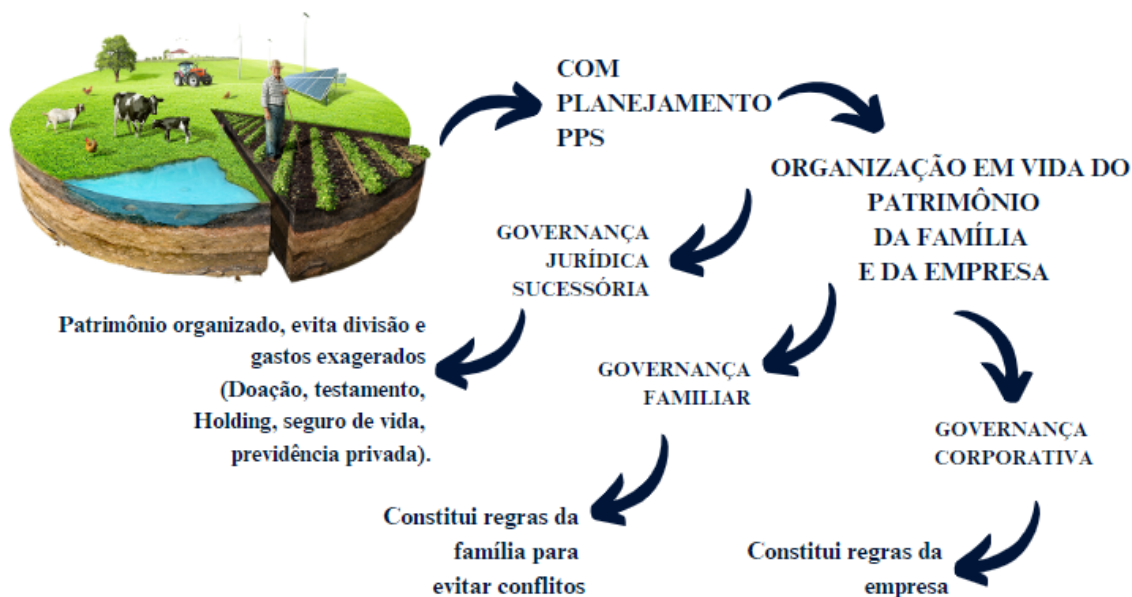 COM
PLANEJAMENTO
PPS
ORGANIZAÇÃO EM VIDA DO
PATRIMÔNIO
DA FAMÍLIA
E DA EMPRESA
GOVERNANÇA
JURÍDICA
SUCESSÓRIA
Patrimônio organizado, evita divisão e
gastos exagerados
(Doação, testamento,
Holding, seguro de vida,
previdência privada).
GOVERNANÇA
FAMILIAR
Constitui regras da
família para
evitar conflitos
GOVERNANÇA
CORPORATIVA
Constitui regras da
empresa